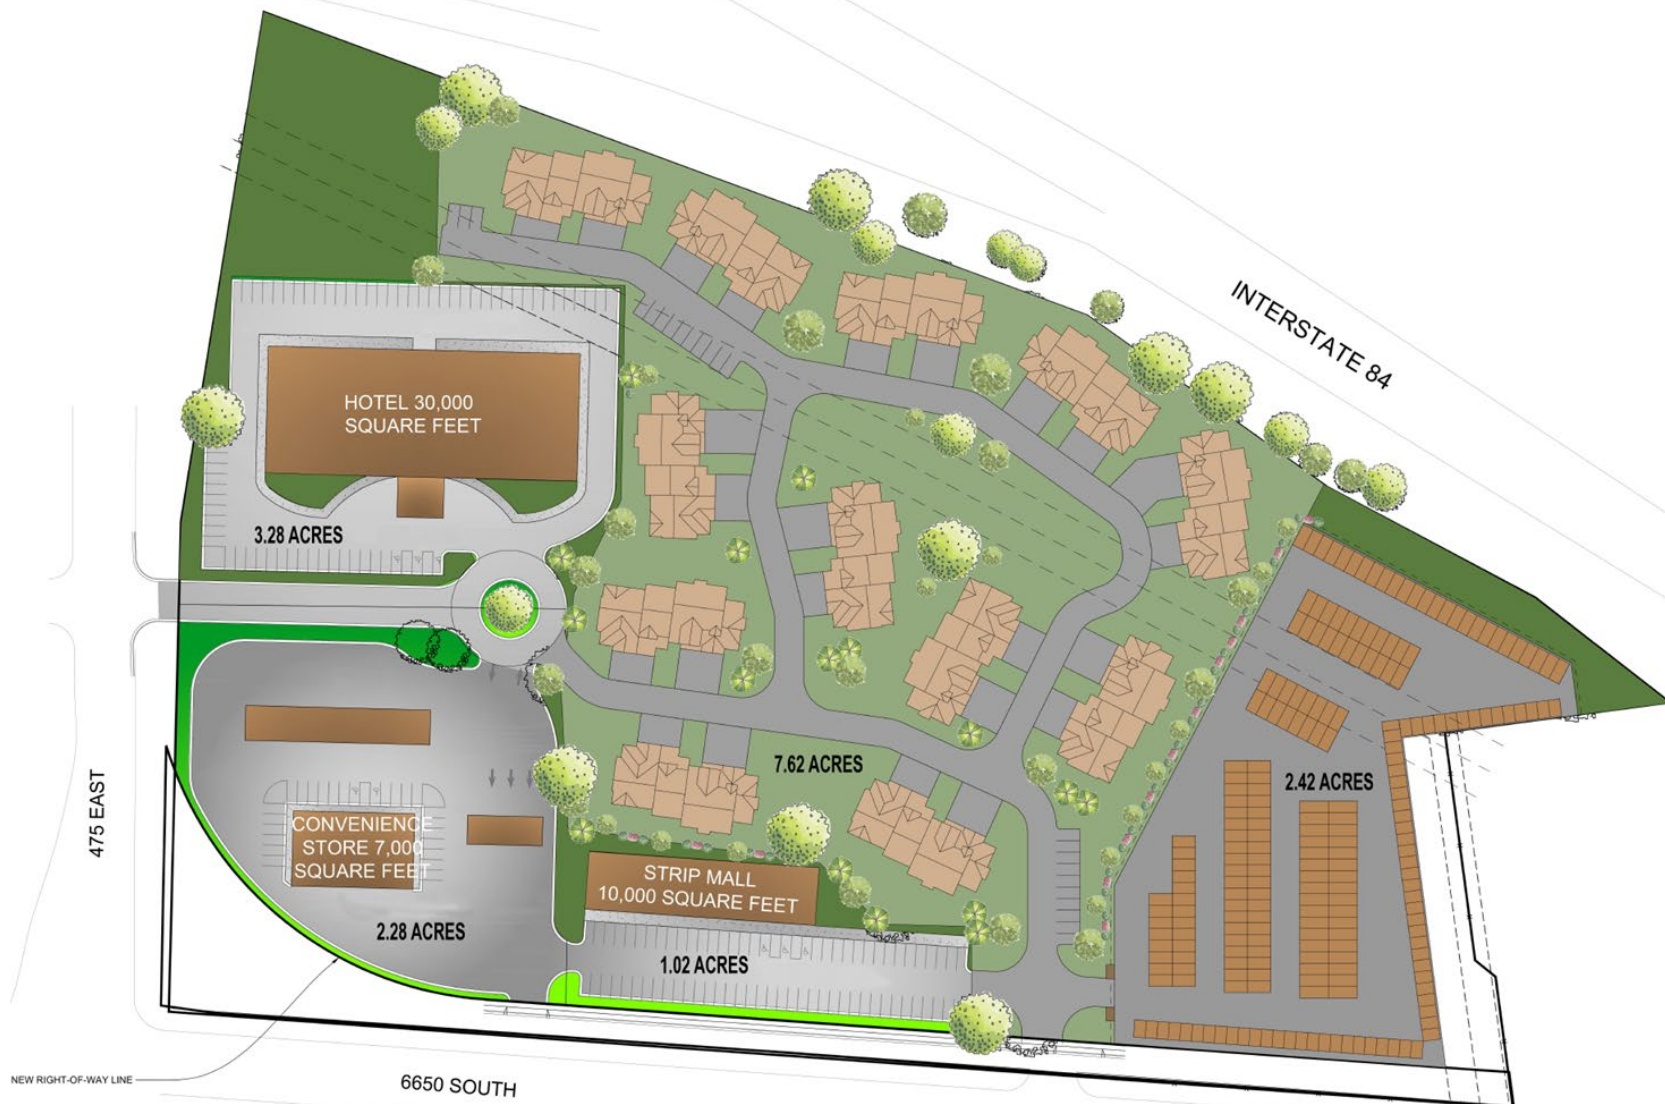 INTERSTATE 84
HOTEL 30,000
SQUARE FEET
3.28 ACRES
7.62 ACRES
2.42 ACRES
475 EAST
CONVENIENCE
STORE 7,000
SQUARE FEET
STRIP MALL
10,000 SQUARE FEET
2.28 ACRES
1.02 ACRES
NEW RIGHT-OF-WAY LINE
6650 SOUTH